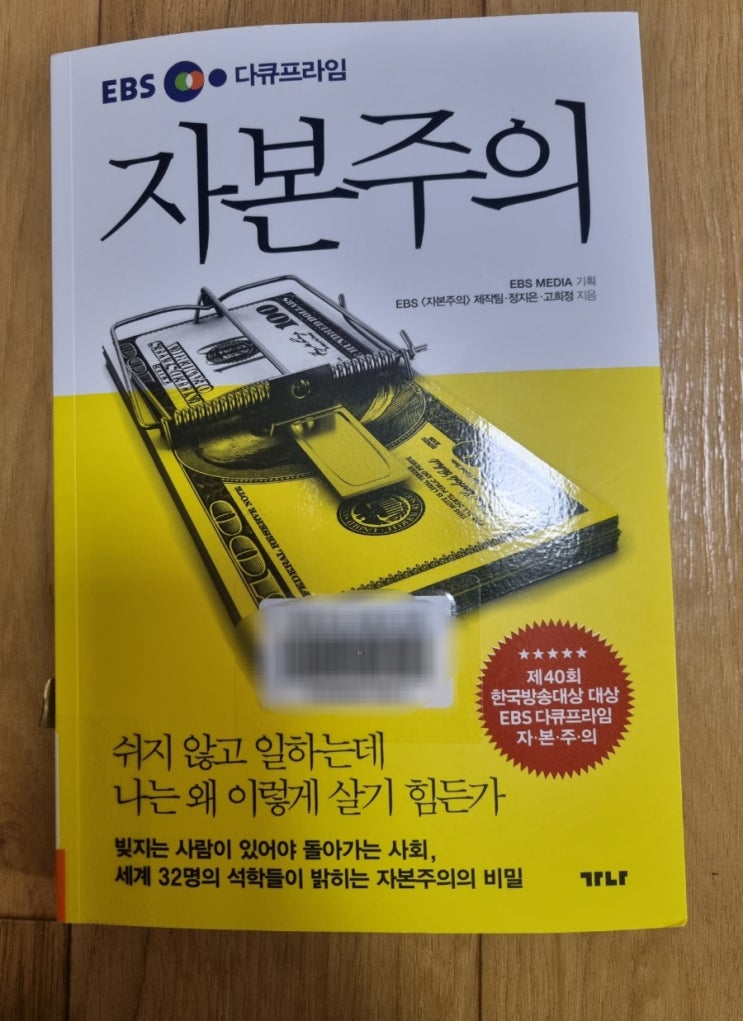 EBS 다큐프라임
자본주의
EBS MEDIA 기획
EBS 〈자본주의〉 제작팀·정지은·고희정 지음
100
FEDERAL RESERVE NOTE
100
★★★★★
제40회
한국방송대상 대상
EBS 다큐프라임
자·본·주·의
쉬지 않고 일하는데
나는 왜 이렇게 살기 힘든가
빚지는 사람이 있어야 돌아가는 사회,
세계 32명의 석학들이 밝히는 자본주의의 비밀
가나